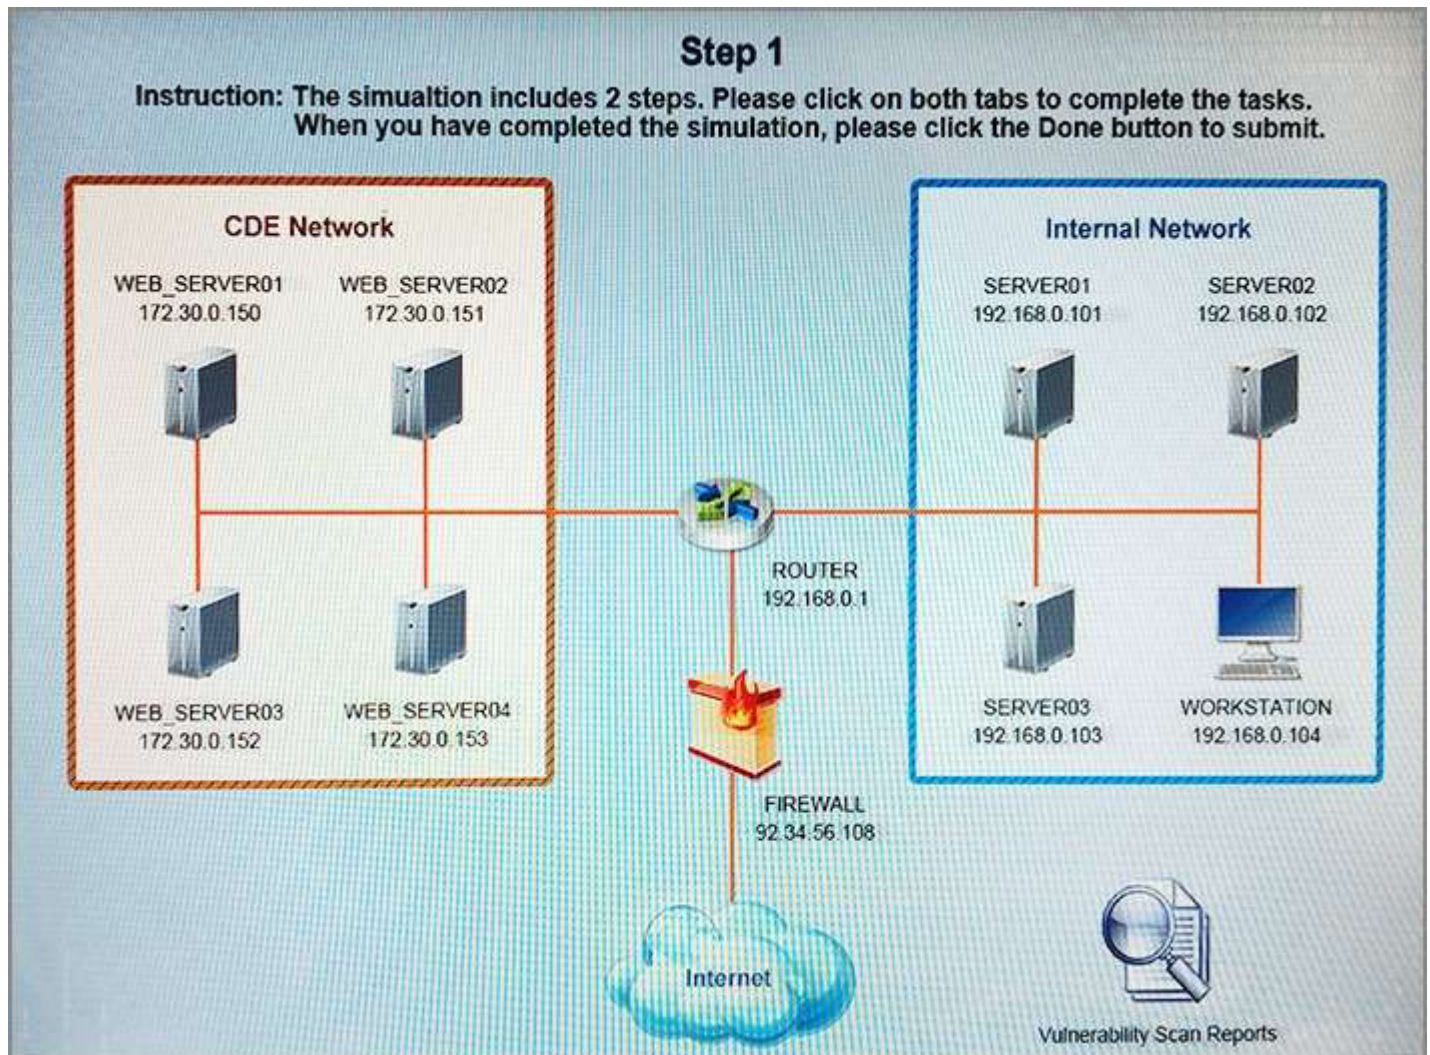 Step 1
Instruction: The simualtion includes 2 steps. Please click on both tabs to complete the tasks.
When you have completed the simulation, please click the Done button to submit.
CDE Network
WEB_SERVER01
172.30.0.150
WEB_SERVER02
172.30.0.151
WEB_SERVER03
172.30.0.152
WEB_SERVER04
172.30.0.153
ROUTER
192.168.0.1
FIREWALL
92.34.56.108
Internet
Internal Network
SERVER01
192.168.0.101
SERVER02
192.168.0.102
SERVER03
192.168.0.103
WORKSTATION
192.168.0.104
Vulnerability Scan Reports